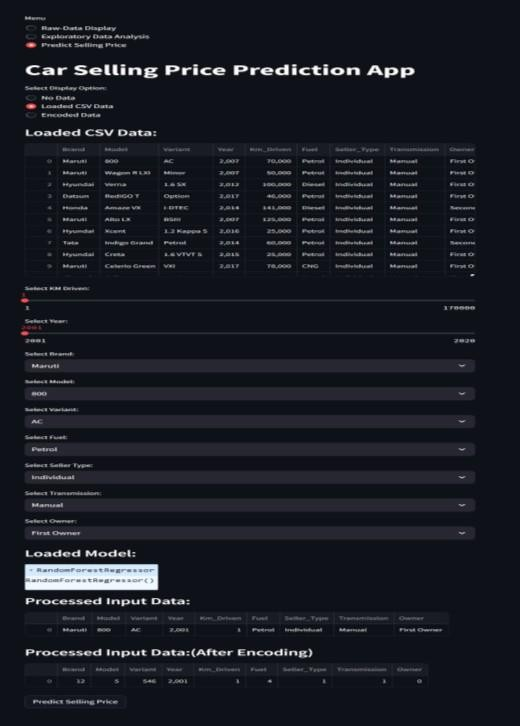 Menu
Raw-Data Display
Exploratory Data Analysis
Predict Selling Price
Car Selling Price Prediction App
Select Display Option:
No Data
Loaded CSV Data
Encoded Data
Loaded CSV Data:
Brand Model Variant Year Km_Driven Fuel Seller_Type Transmission Owner
0 Maruti 800 AC 2,007 70,000 Petrol Individual Manual First O
1 Maruti Wagon R LXI Minor 2,007 50,000 Petrol Individual Manual First O
2 Hyundai Verna 1.6 SX 2,012 100,000 Diesel Individual Manual First O
3 Datsun RediGO T Option 2,017 46,000 Petrol Individual Manual First O
4 Honda Amaze VX i-DTEC 2,014 141,000 Diesel Individual Manual Secon
5 Maruti Alto LX BSIII 2,007 125,000 Petrol Individual Manual First O
6 Hyundai Xcent 1.2 Kappa S 2,016 25,000 Petrol Individual Manual First O
7 Tata Indigo Grand Petrol 2,014 60,000 Petrol Individual Manual Secon
8 Hyundai Creta 1.6 VTVT S 2,015 25,000 Petrol Individual Manual First O
9 Maruti Celerio Green VXI 2,017 78,000 CNG Individual Manual First O
Select KM Driven:
1
1 170000
Select Year:
2001
2001 2020
Select Brand:
Maruti
Select Model:
800
Select Variant:
AC
Select Fuel:
Petrol
Select Seller Type:
Individual
Select Transmission:
Manual
Select Owner:
First Owner
Loaded Model:
RandomForestRegressor
RandomForestRegressor()
Processed Input Data:
Brand Model Variant Year Km_Driven Fuel Seller_Type Transmission Owner
0 Maruti 800 AC 2,001 1 Petrol Individual Manual First Owner
Processed Input Data:(After Encoding)
Brand Model Variant Year Km_Driven Fuel Seller_Type Transmission Owner
0 12 5 546 2,001 1 4 1 1 0
Predict Selling Price